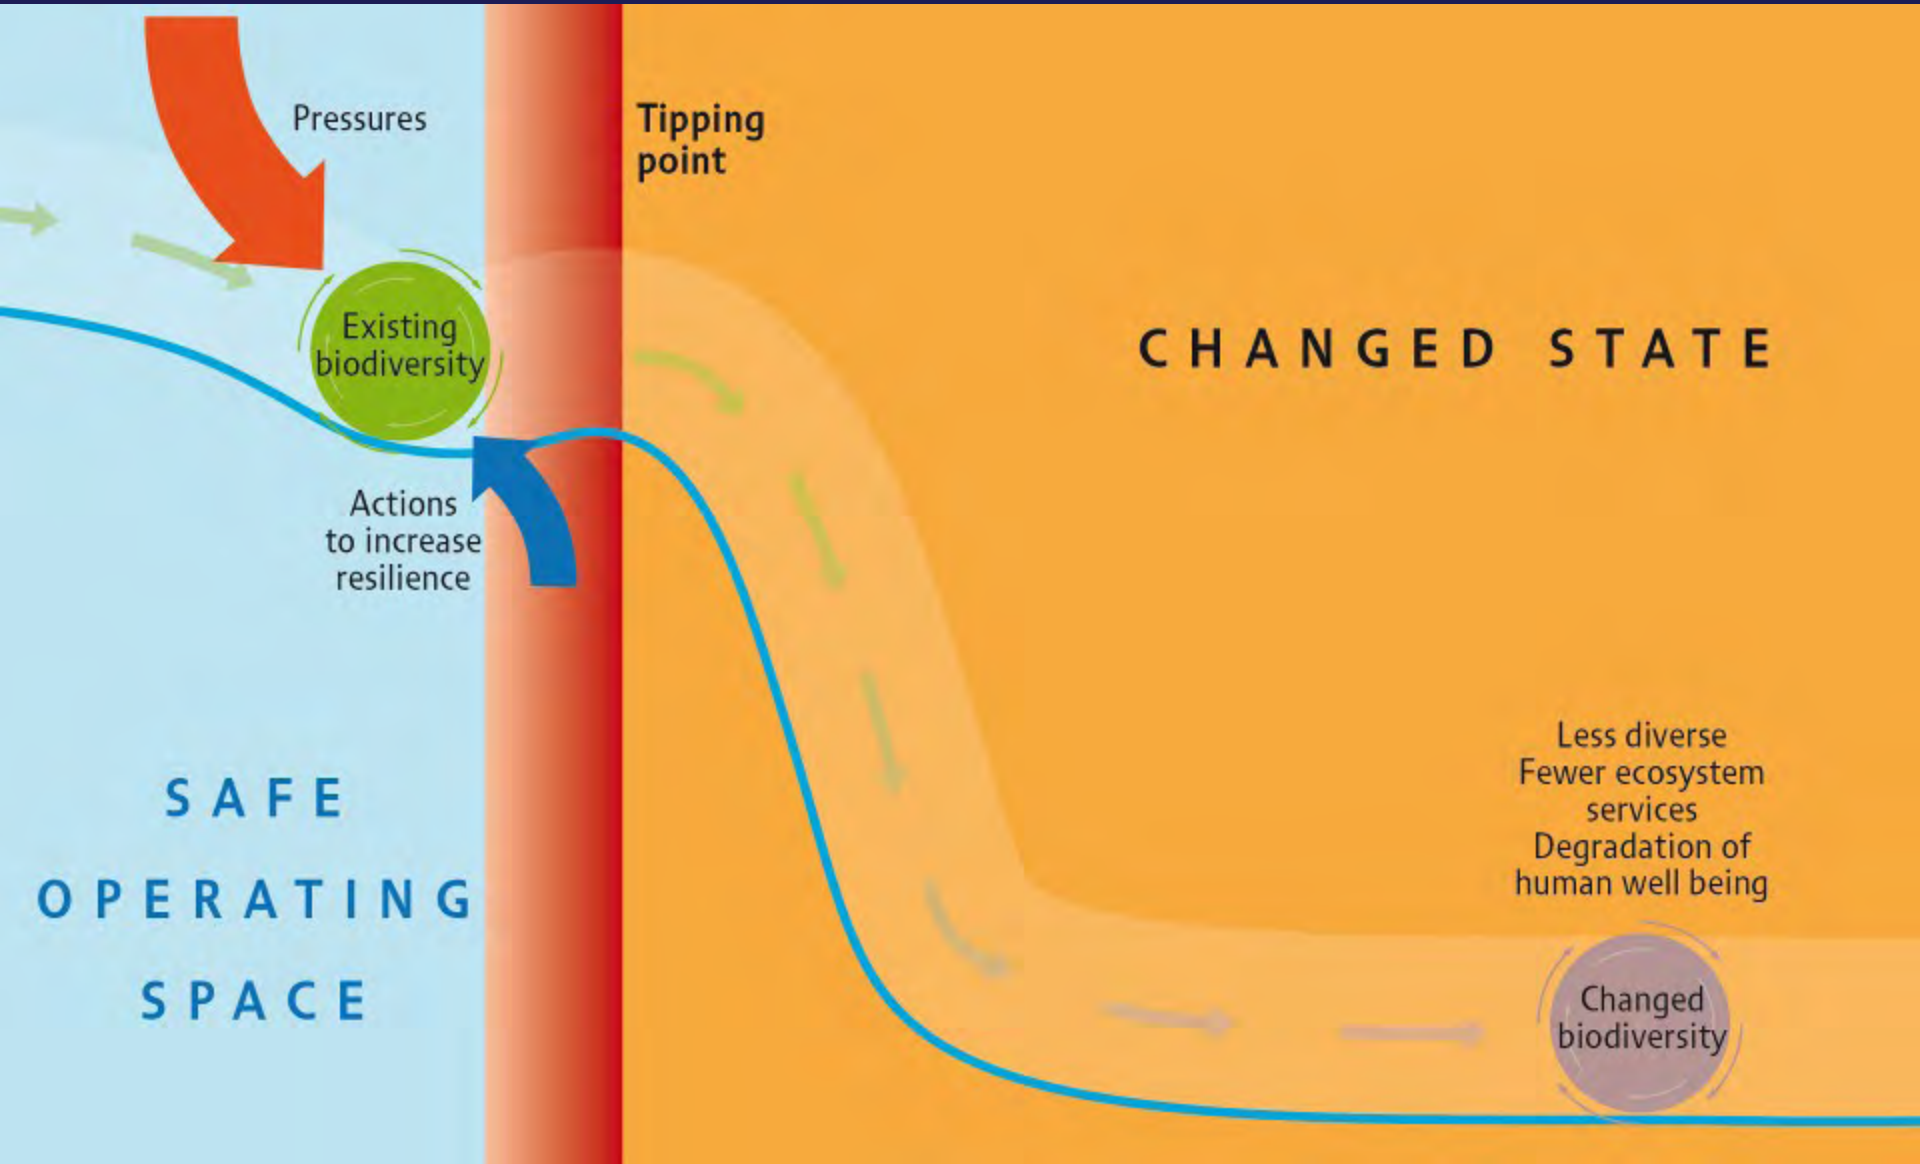 Pressures
Tipping
point
Existing
biodiversity
CHANGED STATE
Actions
to increase
resilience
SAFE
OPERATING
SPACE
Less diverse
Fewer ecosystem
services
Degradation of
human well being
Changed
biodiversity